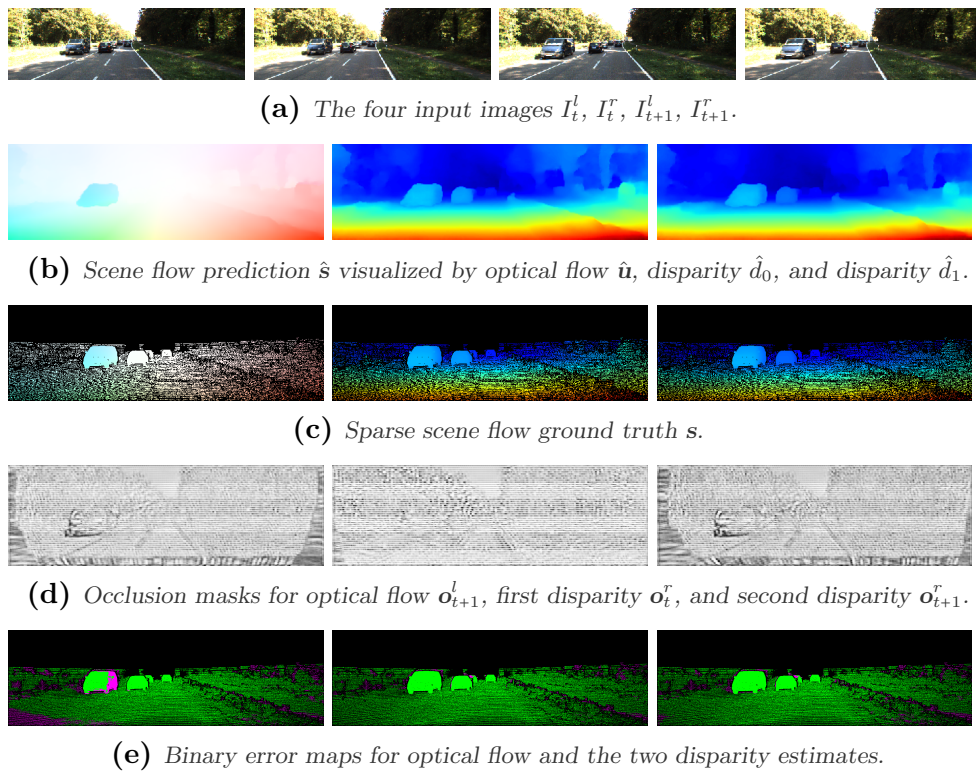 (a) The four input images $I_t^l$, $I_t^r$, $I_{t+1}^l$, $I_{t+1}^r$.
(b) Scene flow prediction $\hat{\mathbf{s}}$ visualized by optical flow $\hat{\mathbf{u}}$, disparity $\hat{d}_0$, and disparity $\hat{d}_1$.
(c) Sparse scene flow ground truth $\mathbf{s}$.
(d) Occlusion masks for optical flow $\mathbf{o}_{t+1}^l$, first disparity $\mathbf{o}_t^r$, and second disparity $\mathbf{o}_{t+1}^r$.
(e) Binary error maps for optical flow and the two disparity estimates.